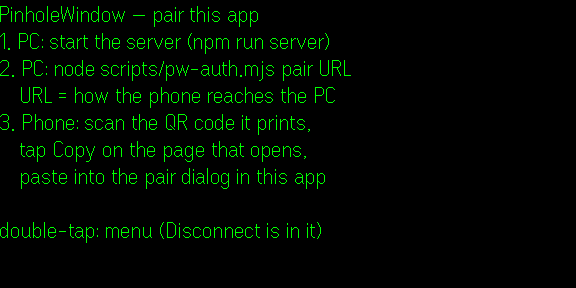 PinholeWindow — pair this app
1. PC: start the server (npm run server)
2. PC: node scripts/pw-auth.mjs pair URL
URL = how the phone reaches the PC
3. Phone: scan the QR code it prints,
tap Copy on the page that opens,
paste into the pair dialog in this app
double-tap: menu (Disconnect is in it)